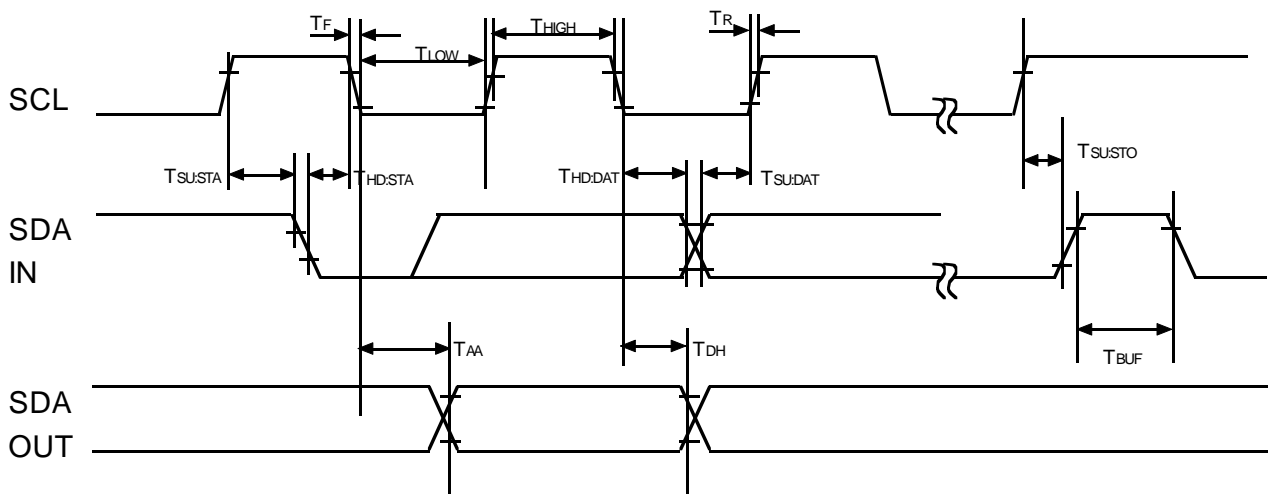 TF
TLOW
THIGH
TR
SCL
TSU:STA
THD:STA
THD:DAT
TSU:DAT
TSU:STO
SDA
IN
TAA
TDH
TBUF
SDA
OUT